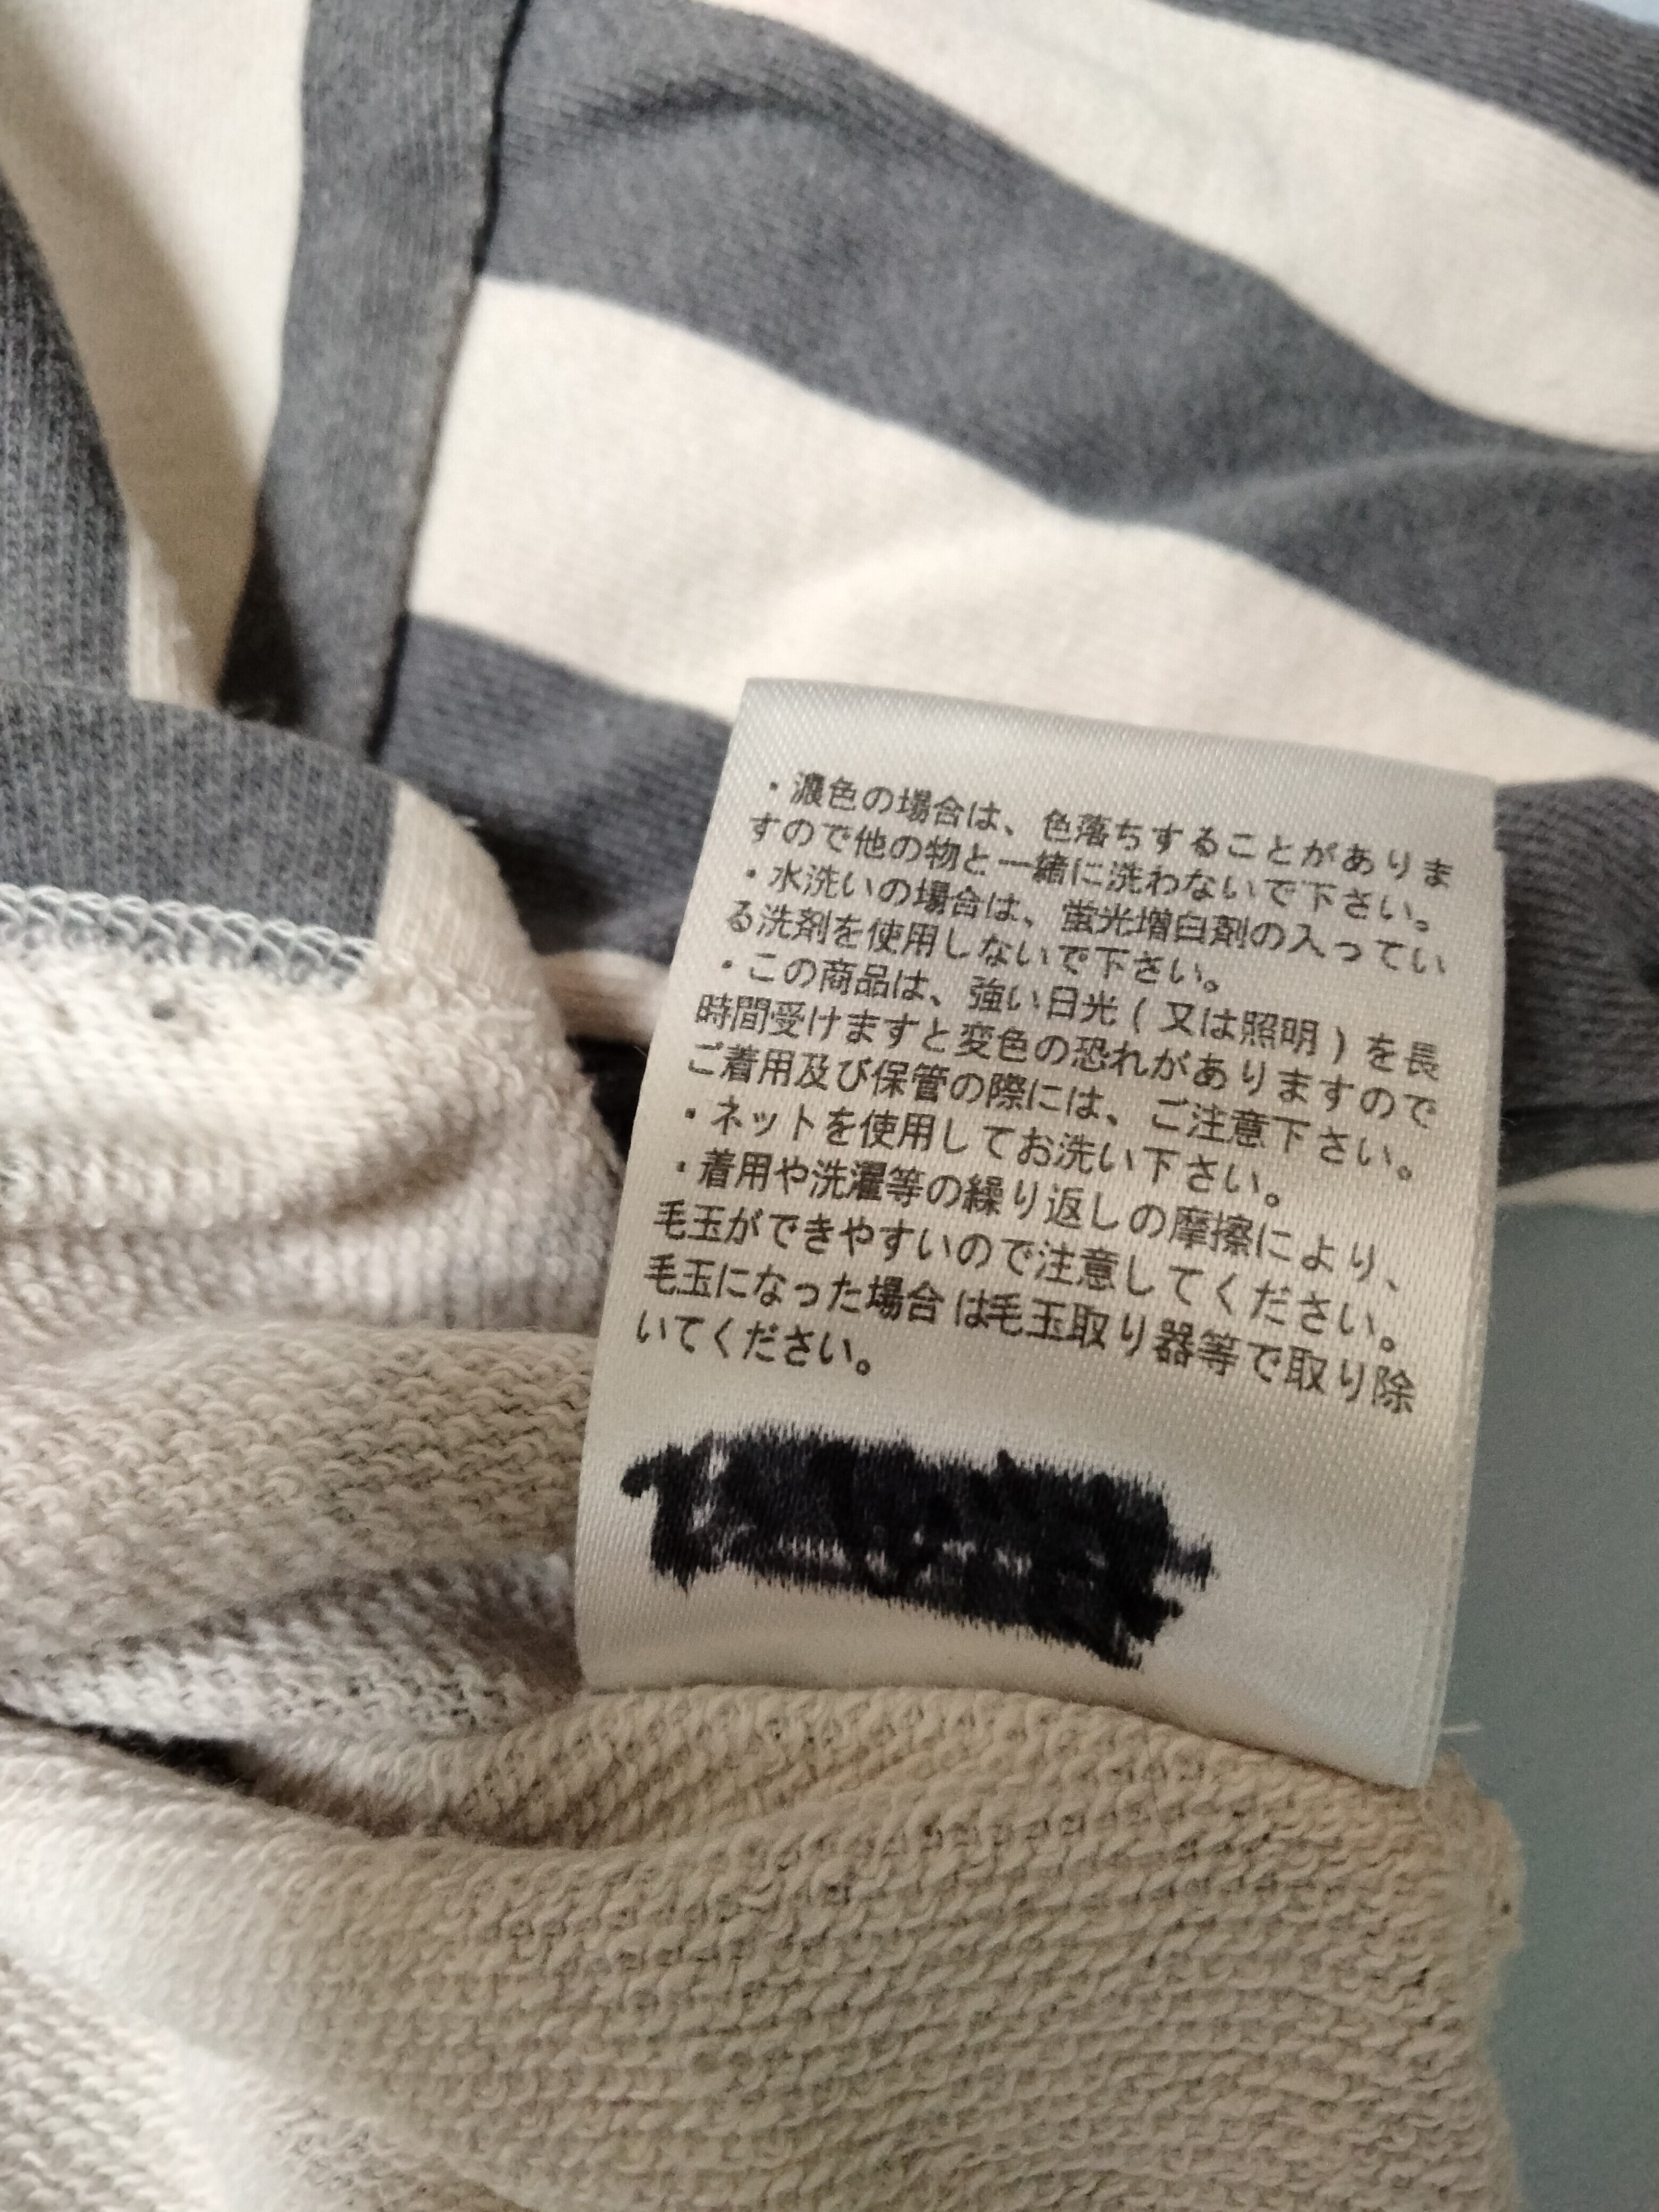 ・濃色の場合は、色落ちすることがありま
すので他の物と一緒に洗わないで下さい。
・水洗いの場合は、蛍光増白剤の入ってい
る洗剤を使用しないで下さい。
・この商品は、強い日光(又は照明)を長
時間受けますと変色の恐れがありますので
ご着用及び保管の際には、ご注意下さい。
・ネットを使用してお洗い下さい。
・着用や洗濯等の繰り返しの摩擦により、
毛玉ができやすいので注意してください。
毛玉になった場合は毛玉取り器等で取り除
いてください。